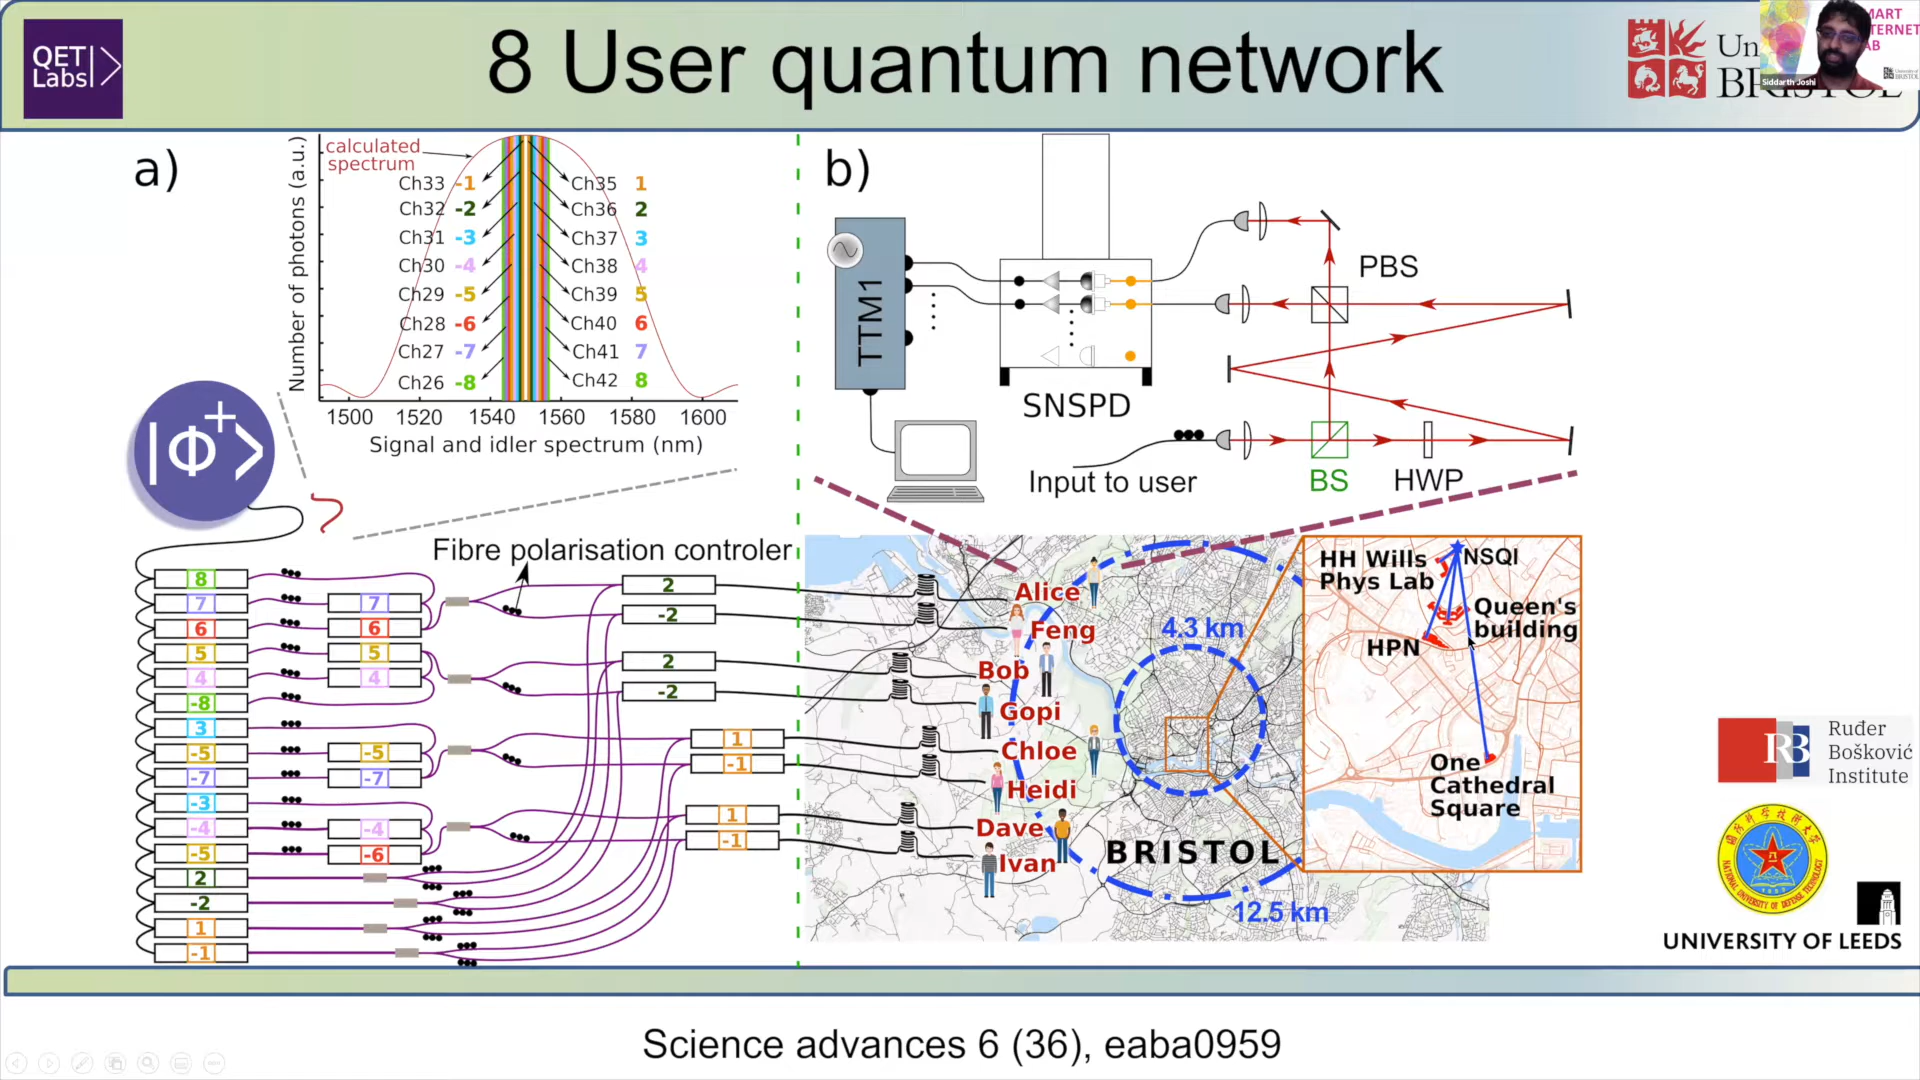 QET
Labs
8 User quantum network
Siddarth Joshi
a)
Number of photons (a.u.)
calculated
spectrum
Ch33 -1
Ch32 -2
Ch31 -3
Ch30 -4
Ch29 -5
Ch28 -6
Ch27 -7
Ch26 -8
Ch35 1
Ch36 2
Ch37 3
Ch38 4
Ch39 5
Ch40 6
Ch41 7
Ch42 8
1500 1520 1540 1560 1580 1600
Signal and idler spectrum (nm)
|Φ+>
Fibre polarisation controler
8
7 7
6 6
5 5
4 4
-8
3
-5 -5
-7 -7
-3
-4 -4
-5 -6
2
-2
1
-1
2
-2
2
-2
1
-1
1
-1
b)
TTM1
SNSPD
PBS
Input to user
BS
HWP
Alice
Feng
Bob
Gopi
Chloe
Heidi
Dave
Ivan
4.3 km
BRISTOL
12.5 km
HH Wills
Phys Lab
NSQI
Queen's
building
HPN
One
Cathedral
Square
Ruđer
Bošković
Institute
UNIVERSITY OF LEEDS
Science advances 6 (36), eaba0959